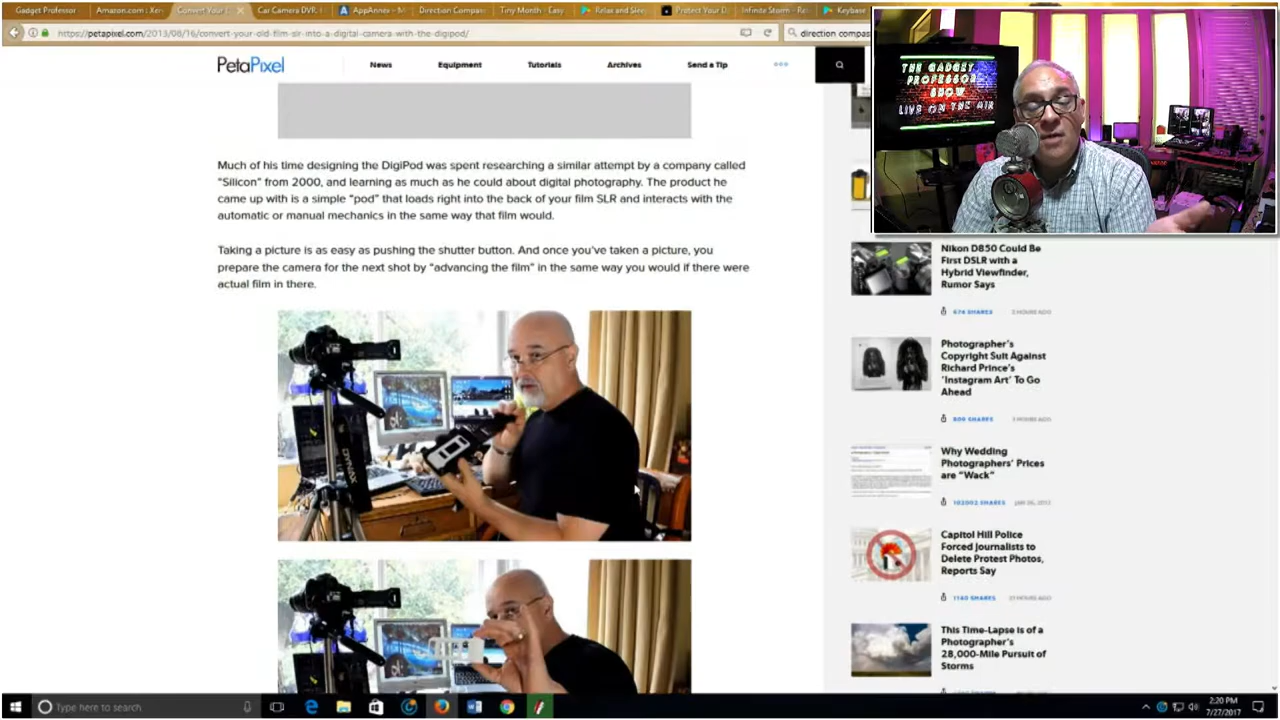 Gadget Professor
Amazon.com : Xen
Convert Your
Car Camera DVR.
AppAnnex – M
Direction Compass
Tiny Month - Easy
Relax and Slee
Protect Your D
Infinite Storm - Re
Keybase
https://petapixel.com/2013/08/16/convert-your-old-film-slr-into-a-digital-camera-with-the-digipod/
direction compas
PetaPixel
News
Equipment
Tutorials
Archives
Send a Tip
THE GADGET
PROFESSOR
SHOW
LIVE ON THE AIR
Much of his time designing the DigiPod was spent researching a similar attempt by a company called
“Silicon” from 2000, and learning as much as he could about digital photography. The product he
came up with is a simple “pod” that loads right into the back of your film SLR and interacts with the
automatic or manual mechanics in the same way that film would.
Taking a picture is as easy as pushing the shutter button. And once you’ve taken a picture, you
prepare the camera for the next shot by “advancing the film” in the same way you would if there were
actual film in there.
Nikon D850 Could Be
First DSLR with a
Hybrid Viewfinder,
Rumor Says
674 SHARES
Photographer’s
Copyright Suit Against
Richard Prince’s
‘Instagram Art’ To Go
Ahead
SHARES
Why Wedding
Photographers’ Prices
are “Wack”
102002 SHARES
Capitol Hill Police
Forced Journalists to
Delete Protest Photos,
Reports Say
1140 SHARES
This Time-Lapse is of a
Photographer’s
28,000-Mile Pursuit of
Storms
Type here to search
2:20 PM
7/27/2017